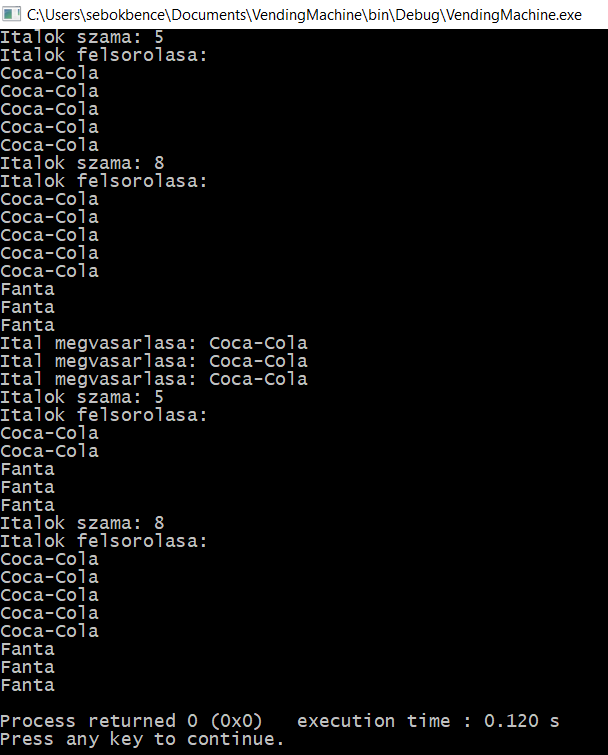 C:\Users\sebokbence\Documents\VendingMachine\bin\Debug\VendingMachine.exe
Italok szama: 5
Italok felsorolasa:
Coca-Cola
Coca-Cola
Coca-Cola
Coca-Cola
Coca-Cola
Italok szama: 8
Italok felsorolasa:
Coca-Cola
Coca-Cola
Coca-Cola
Coca-Cola
Coca-Cola
Fanta
Fanta
Fanta
Ital megvasarlasa: Coca-Cola
Ital megvasarlasa: Coca-Cola
Ital megvasarlasa: Coca-Cola
Italok szama: 5
Italok felsorolasa:
Coca-Cola
Coca-Cola
Fanta
Fanta
Fanta
Italok szama: 8
Italok felsorolasa:
Coca-Cola
Coca-Cola
Coca-Cola
Coca-Cola
Coca-Cola
Fanta
Fanta
Fanta
Process returned 0 (0x0)   execution time : 0.120 s
Press any key to continue.